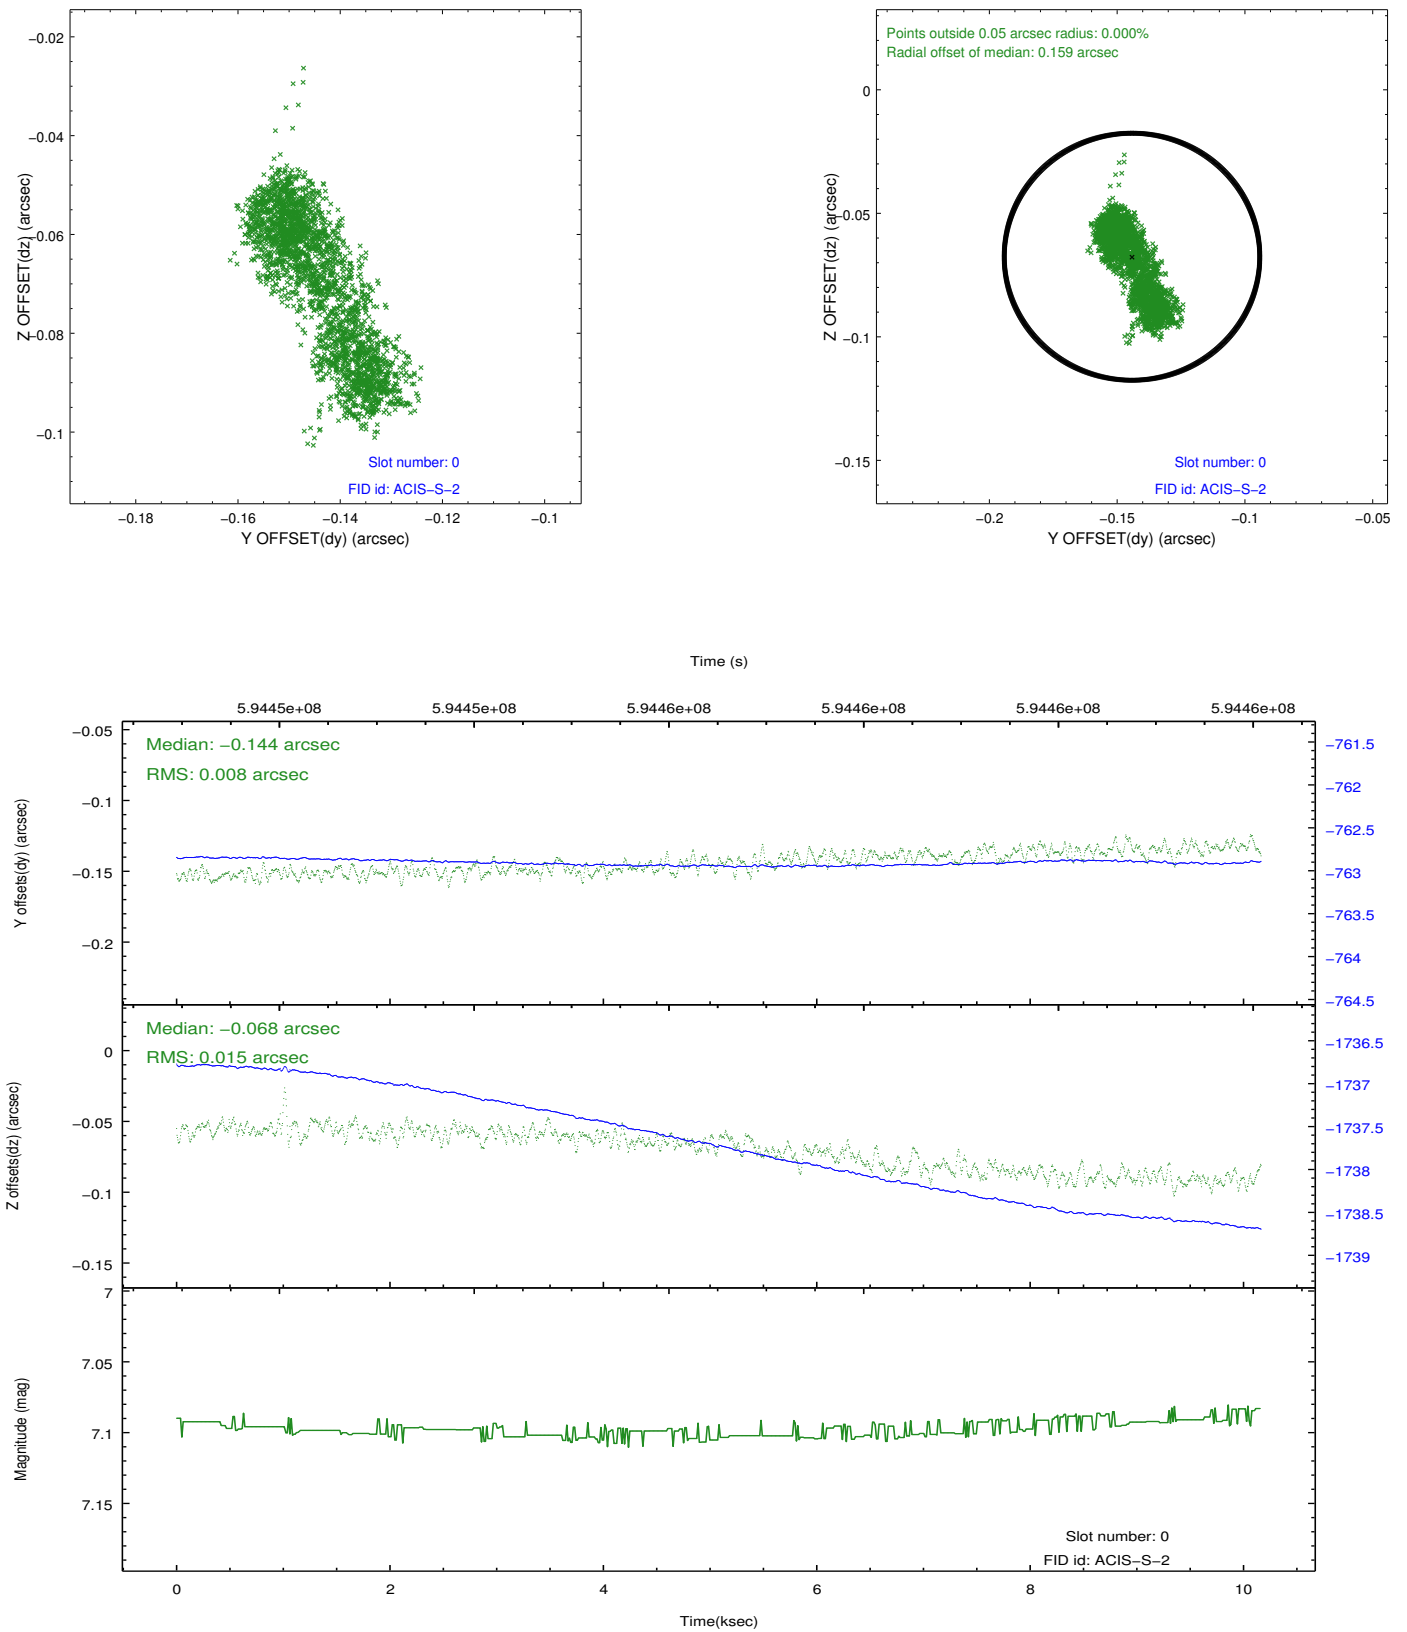 −0.02
−0.04
−0.06
−0.08
−0.1
Z OFFSET(dz) (arcsec)
Slot number: 0
FID id: ACIS−S−2
−0.18
−0.16
−0.14
−0.12
−0.1
Y OFFSET(dy) (arcsec)
Points outside 0.05 arcsec radius: 0.000%
Radial offset of median: 0.159 arcsec
0
−0.05
−0.1
−0.15
Z OFFSET(dz) (arcsec)
Slot number: 0
FID id: ACIS−S−2
−0.2
−0.15
−0.1
−0.05
Y OFFSET(dy) (arcsec)
Time (s)
5.9445e+08
5.9445e+08
5.9446e+08
5.9446e+08
5.9446e+08
5.9446e+08
Median: −0.144 arcsec
RMS: 0.008 arcsec
−0.05
−0.1
−0.15
−0.2
Y offsets(dy) (arcsec)
−761.5
−762
−762.5
−763
−763.5
−764
−764.5
Median: −0.068 arcsec
RMS: 0.015 arcsec
0
−0.05
−0.1
−0.15
Z offsets(dz) (arcsec)
−1736.5
−1737
−1737.5
−1738
−1738.5
−1739
7
7.05
7.1
7.15
Magnitude (mag)
Slot number: 0
FID id: ACIS−S−2
0
2
4
6
8
10
Time(ksec)